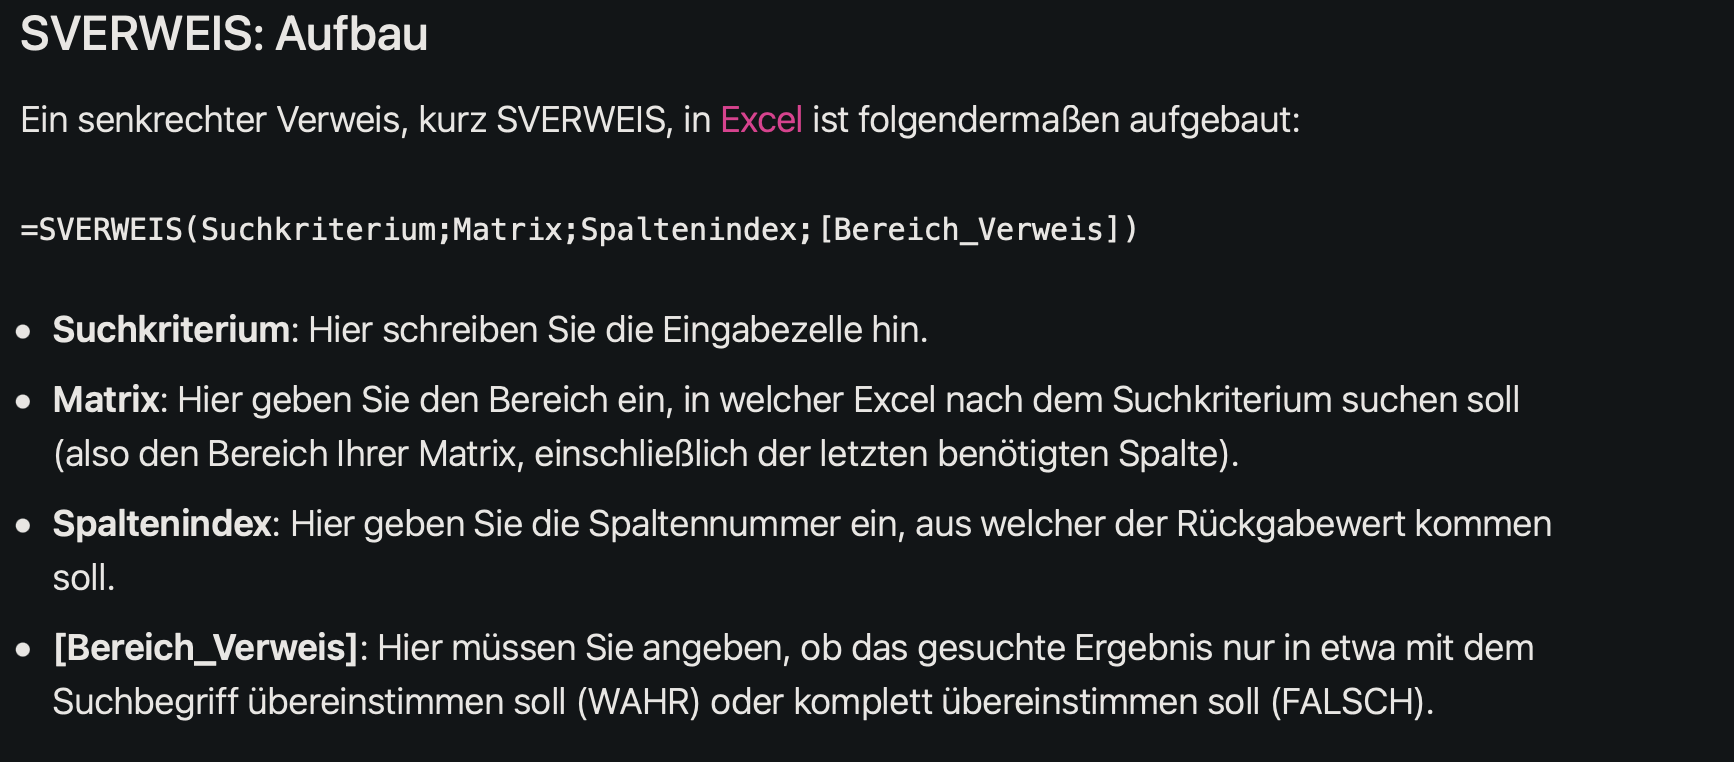 SVERWEIS: Aufbau
Ein senkrechter Verweis, kurz SVERWEIS, in Excel ist folgendermaßen aufgebaut:
=SVERWEIS(Suchkriterium;Matrix;Spaltenindex;[Bereich_Verweis])
• Suchkriterium: Hier schreiben Sie die Eingabezelle hin.
• Matrix: Hier geben Sie den Bereich ein, in welcher Excel nach dem Suchkriterium suchen soll
(also den Bereich Ihrer Matrix, einschließlich der letzten benötigten Spalte).
• Spaltenindex: Hier geben Sie die Spaltennummer ein, aus welcher der Rückgabewert kommen
soll.
• [Bereich_Verweis]: Hier müssen Sie angeben, ob das gesuchte Ergebnis nur in etwa mit dem
Suchbegriff übereinstimmen soll (WAHR) oder komplett übereinstimmen soll (FALSCH).